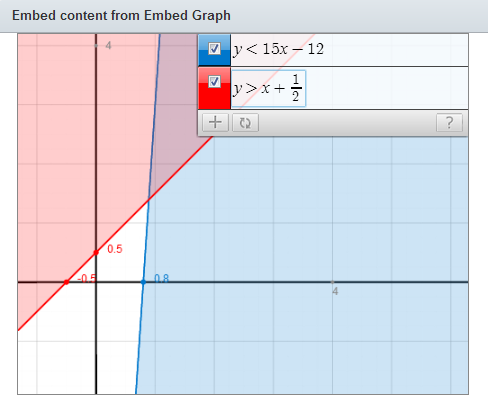 Embed content from Embed Graph
4
y < 15x − 12
y > x + 1/2
?
0.5
-0.5
0.8
4